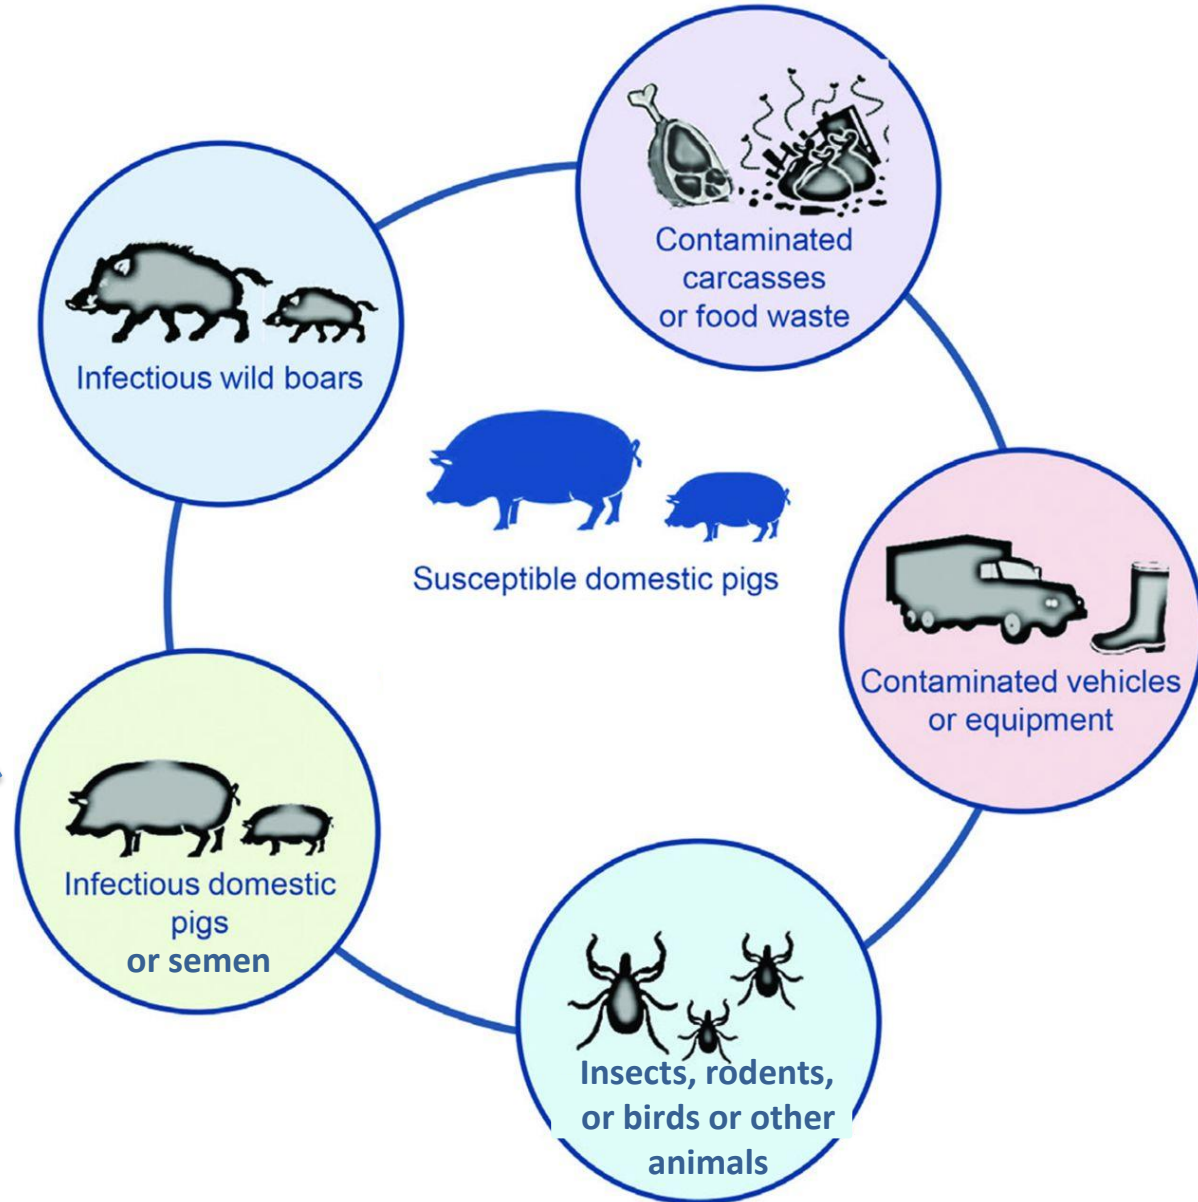 Contaminated
carcasses
or food waste
Infectious wild boars
Susceptible domestic pigs
Contaminated vehicles
or equipment
Infectious domestic
pigs
or semen
Insects, rodents,
or birds or other
animals